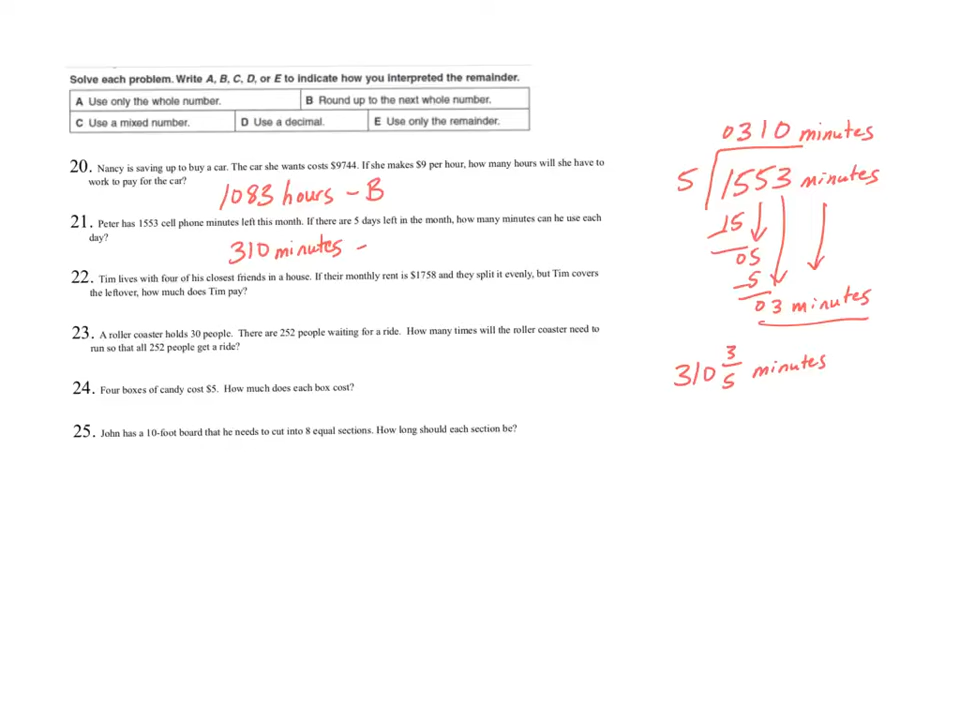 Solve each problem. Write A, B, C, D, or E to indicate how you interpreted the remainder.
A Use only the whole number.
B Round up to the next whole number.
C Use a mixed number.
D Use a decimal.
E Use only the remainder.
20. Nancy is saving up to buy a car. The car she wants costs $9744. If she makes $9 per hour, how many hours will she have to
work to pay for the car?
1083 hours - B
21. Peter has 1553 cell phone minutes left this month. If there are 5 days left in the month, how many minutes can he use each
day?
310 minutes -
22. Tim lives with four of his closest friends in a house. If their monthly rent is $1758 and they split it evenly, but Tim covers
the leftover, how much does Tim pay?
23. A roller coaster holds 30 people. There are 252 people waiting for a ride. How many times will the roller coaster need to
run so that all 252 people get a ride?
24. Four boxes of candy cost $5. How much does each box cost?
25. John has a 10-foot board that he needs to cut into 8 equal sections. How long should each section be?
0310 minutes
5 1553 minutes
-15
05
-5
03 minutes
310 3/5 minutes